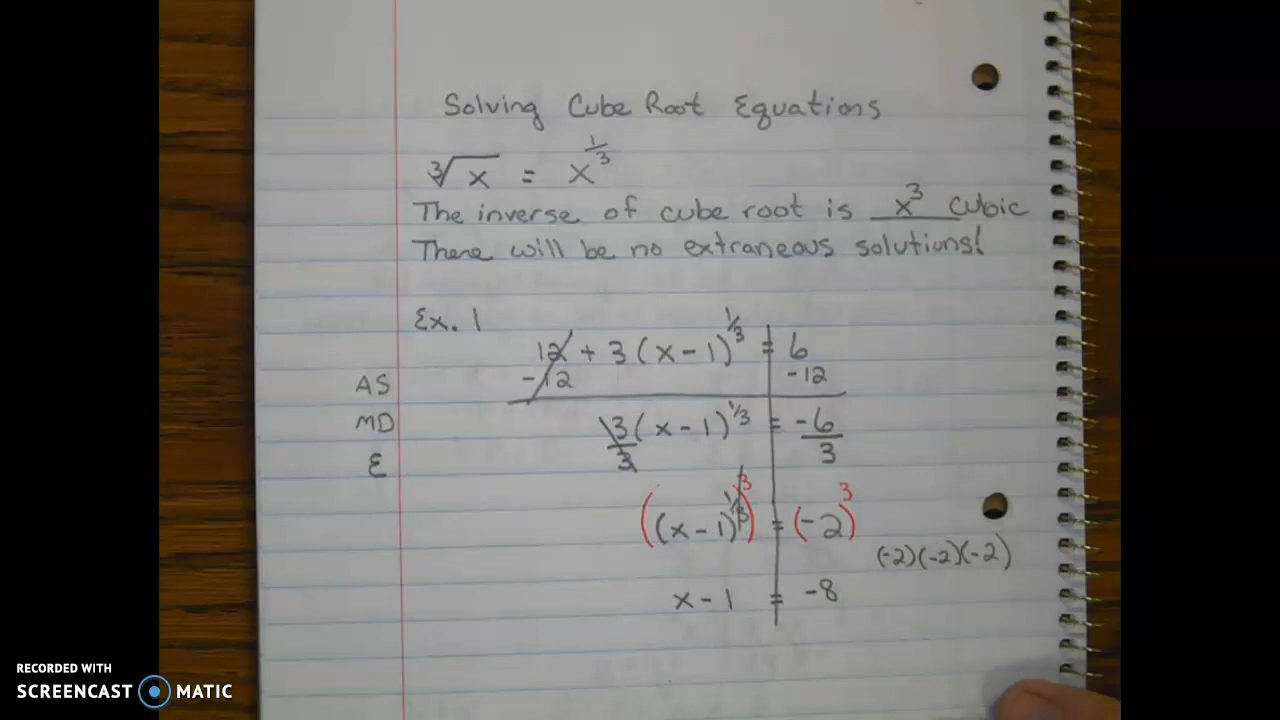 Solving Cube Root Equations
∛x = x^(1/3)
The inverse of cube root is x³ cubic
There will be no extraneous solutions!
Ex. 1
12 + 3(x-1)^(1/3) = 6
AS -12 -12
MD 3(x-1)^(1/3) = -6
E 3 3
((x-1)^(1/3))³ = (-2)³
(-2)(-2)(-2)
x-1 = -8
RECORDED WITH
SCREENCAST MATIC